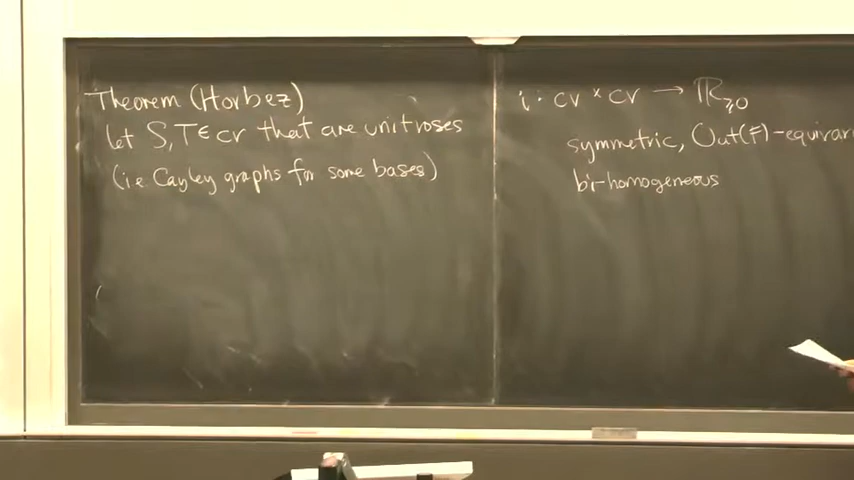 Theorem (Horbez)
let S, T ∈ cv that are unit roses
(i.e. Cayley graphs for some bases)
i : cv × cv → ℝ≥0
symmetric, Out(F)-equivar
bi-homogeneous